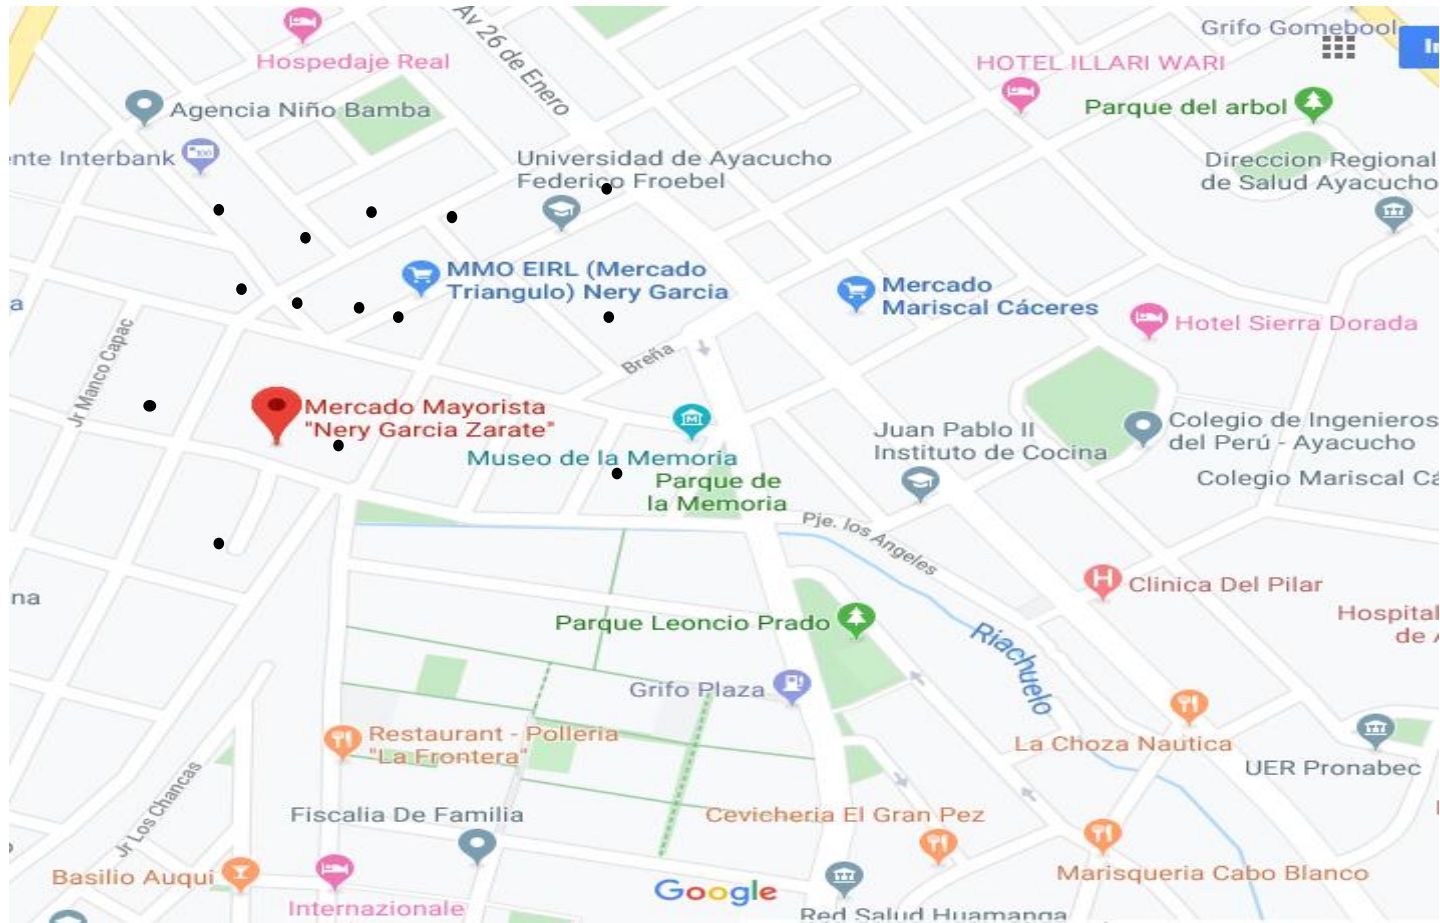 Av 26 de Enero
Grifo Gomebool
Hospedaje Real
HOTEL ILLARI WARI
Agencia Niño Bamba
Parque del arbol
nte Interbank
100
Universidad de Ayacucho
Federico Froebel
Direccion Regional
de Salud Ayacucho
MMO EIRL (Mercado
Triangulo) Nery Garcia
Mercado
Mariscal Cáceres
a
Hotel Sierra Dorada
Jr Manco Capac
Breña
Mercado Mayorista
"Nery Garcia Zarate"
M
Museo de la Memoria
Juan Pablo II
Instituto de Cocina
Colegio de Ingenieros
del Perú - Ayacucho
Parque de
la Memoria
Colegio Mariscal Cá
Pje. los Angeles
na
H
Clinica Del Pilar
Parque Leoncio Prado
Riachuelo
Hospital
de
Grifo Plaza
Restaurant - Polleria
"La Frontera"
La Choza Nautica
UER Pronabec
Jr Los Chancas
Fiscalia De Familia
Cevicheria El Gran Pez
Basilio Auqui
Marisqueria Cabo Blanco
Google
Internazionale
Red Salud Huamanga